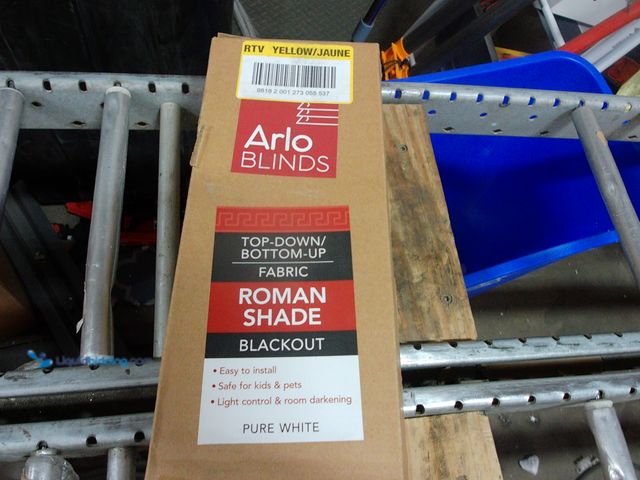 RTV YELLOW/JAUNE
8618 2 001 273 055 537
Arlo
BLINDS
TOP-DOWN/
BOTTOM-UP
FABRIC
ROMAN
SHADE
BLACKOUT
• Easy to install
• Safe for kids & pets
• Light control & room darkening
PURE WHITE